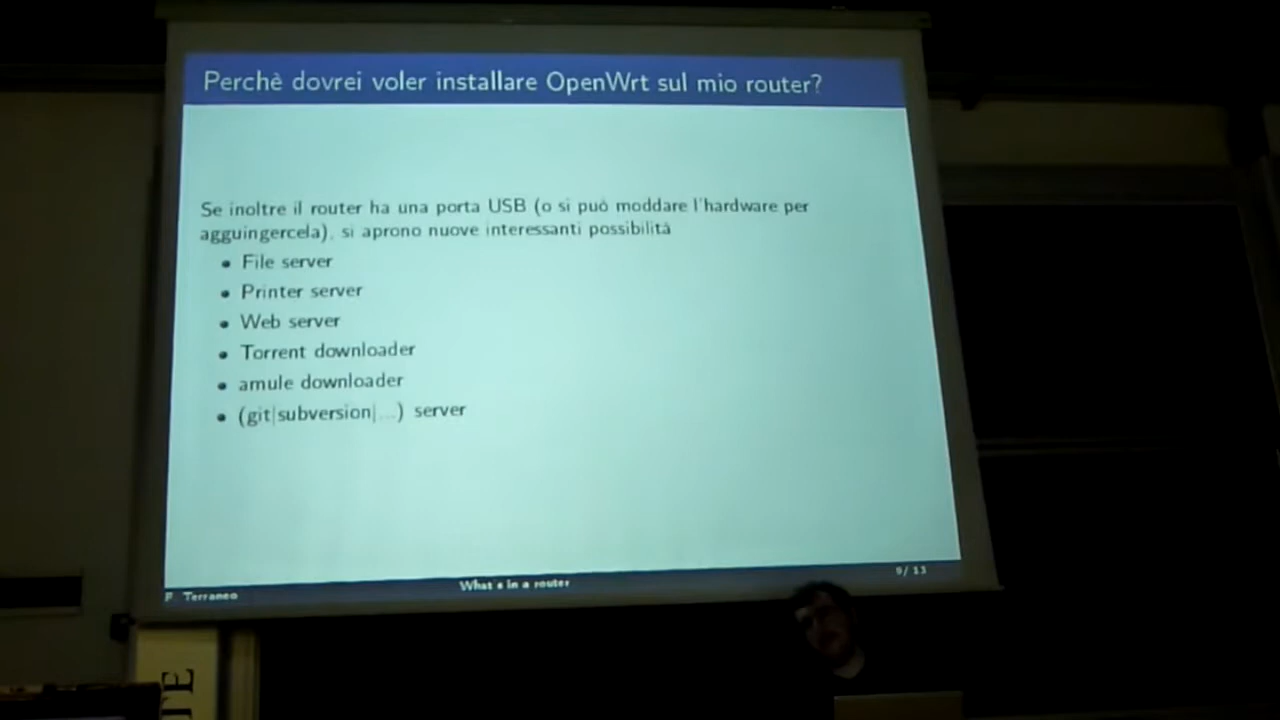 Perchè dovrei voler installare OpenWrt sul mio router?
Se inoltre il router ha una porta USB (o si può moddare l'hardware per
agguingercela), si aprono nuove interessanti possibilità
• File server
• Printer server
• Web server
• Torrent downloader
• amule downloader
• (git|subversion|...) server
F. Terraneo
What's in a router
9/13